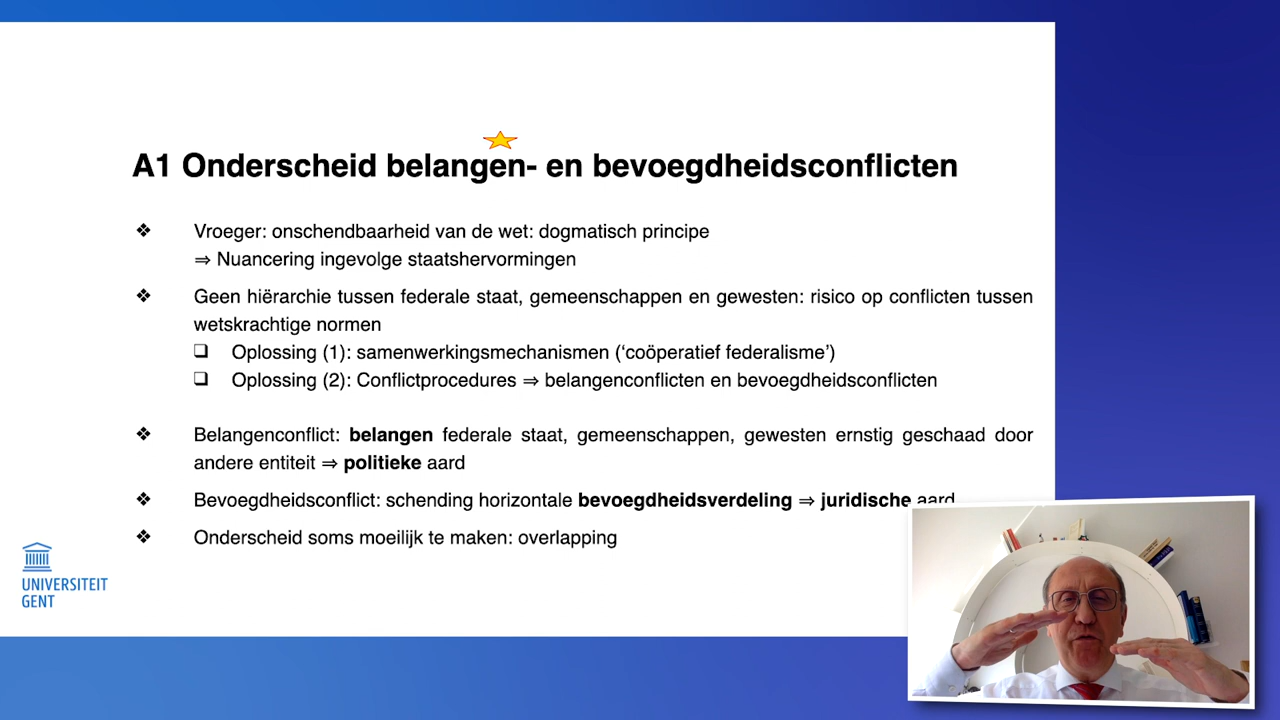 A1 Onderscheid belangen- en bevoegdheidsconflicten
❖ Vroeger: onschendbaarheid van de wet: dogmatisch principe
⇒ Nuancering ingevolge staatshervormingen
❖ Geen hiërarchie tussen federale staat, gemeenschappen en gewesten: risico op conflicten tussen
wetskrachtige normen
❑ Oplossing (1): samenwerkingsmechanismen (‘coöperatief federalisme’)
❑ Oplossing (2): Conflictprocedures ⇒ belangenconflicten en bevoegdheidsconflicten
❖ Belangenconflict: belangen federale staat, gemeenschappen, gewesten ernstig geschaad door
andere entiteit ⇒ politieke aard
❖ Bevoegdheidsconflict: schending horizontale bevoegdheidsverdeling ⇒ juridische aard
❖ Onderscheid soms moeilijk te maken: overlapping
UNIVERSITEIT
GENT